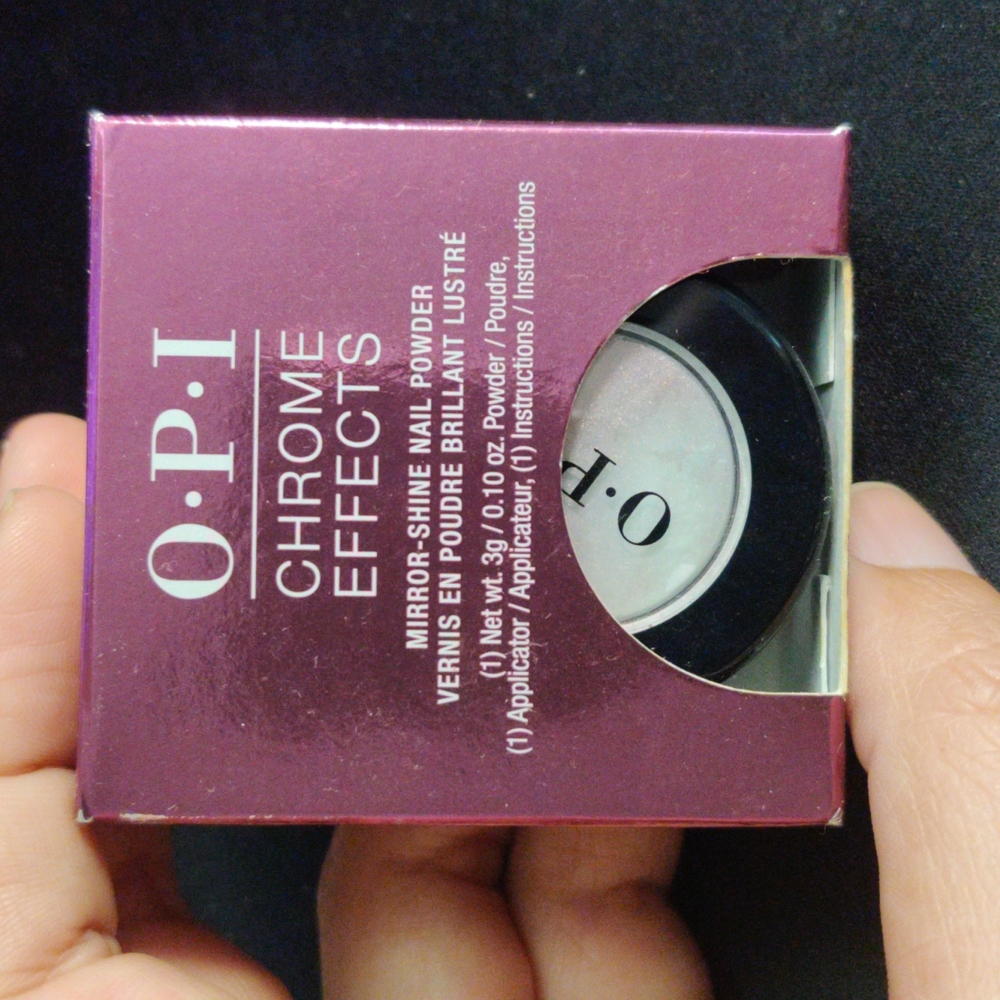 O·P·I
CHROME
EFFECTS
MIRROR-SHINE NAIL POWDER
VERNIS EN POUDRE BRILLANT LUSTRÉ
(1) Net wt. 3g / 0.10 oz. Powder / Poudre,
(1) Applicator / Applicateur, (1) Instructions / Instructions
O·P